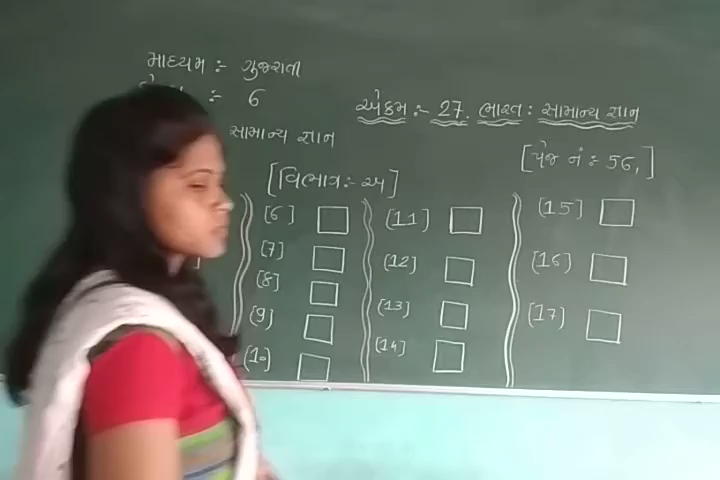 માધ્યમ :- ગુજરાતી
:- 6
એકમ :- 27. ભારત : સામાન્ય જ્ઞાન
સામાન્ય જ્ઞાન
[પેજ નં :- 56,]
[વિભાગ :- અ]
[6] [11] [15]
[7] [12] [16]
[8] [13] [17]
[9] [14]
[10]